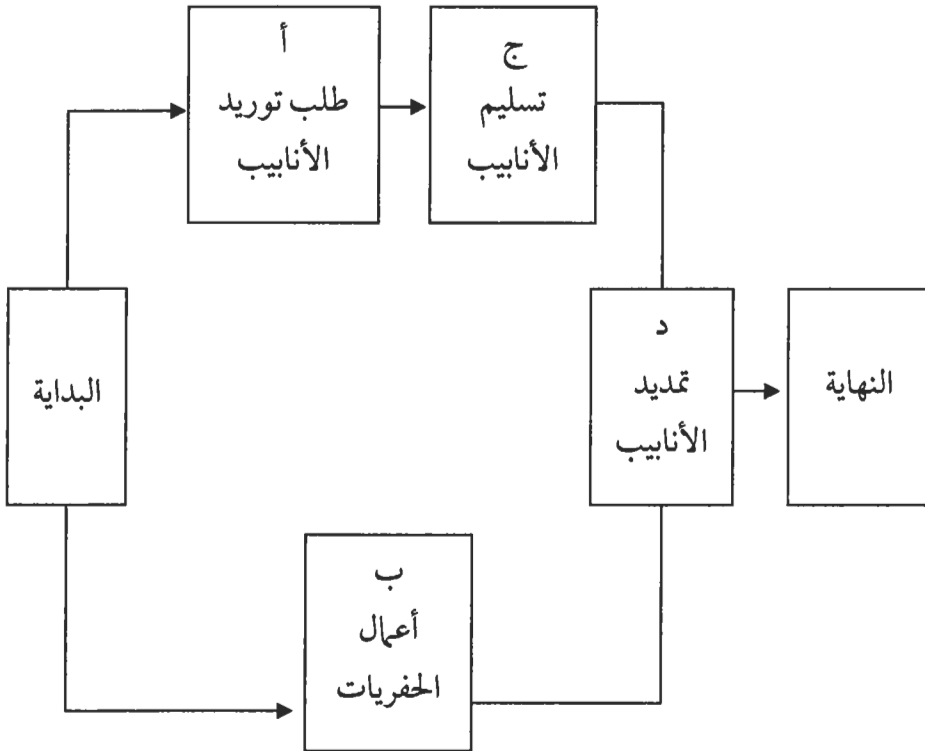 أ
طلب توريد
الأنابيب
ج
تسليم
الأنابيب
البداية
د
تمديد
الأنابيب
النهاية
ب
أعمال
الحفريات